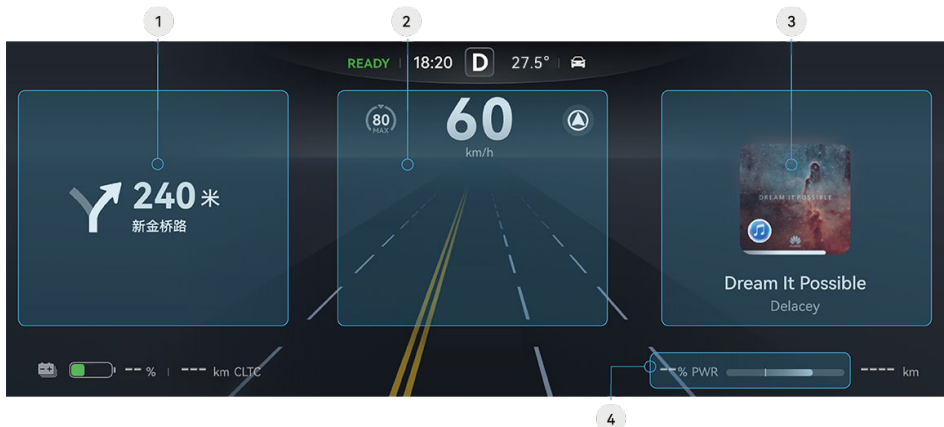 1
2
3
READY 18:20 D 27.5°
80
MAX
60
km/h
240米
新金桥路
DREAM IT POSSIBLE
HUAWEI
Dream It Possible
Delacey
--% | --- km CLTC
--% PWR
---- km
4